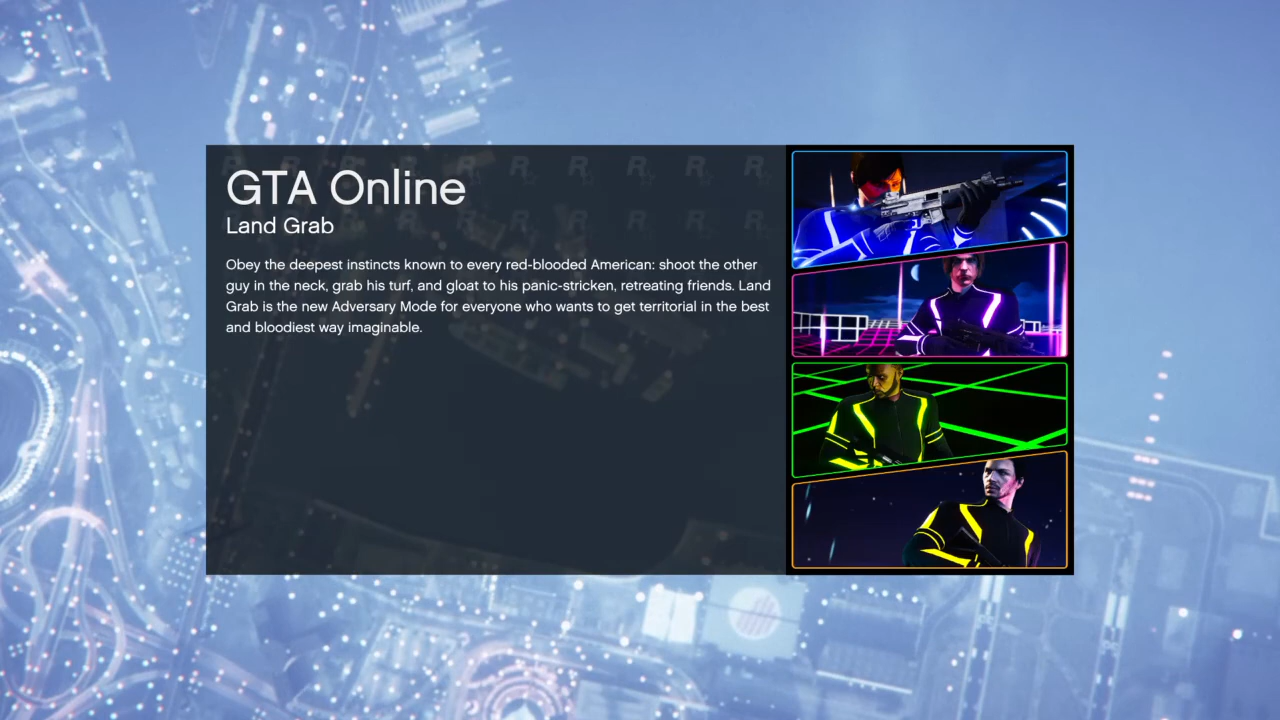 GTA Online
Land Grab
Obey the deepest instincts known to every red-blooded American: shoot the other
guy in the neck, grab his turf, and gloat to his panic-stricken, retreating friends. Land
Grab is the new Adversary Mode for everyone who wants to get territorial in the best
and bloodiest way imaginable.